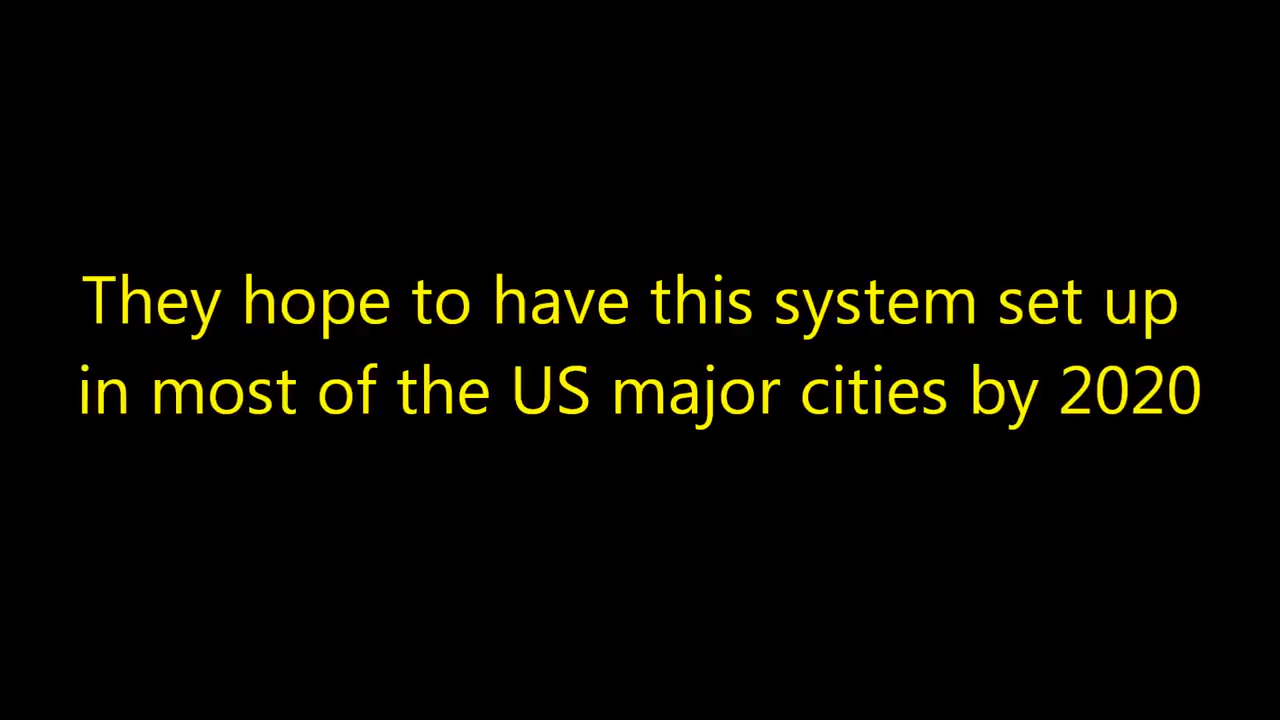 They hope to have this system set up
in most of the US major cities by 2020